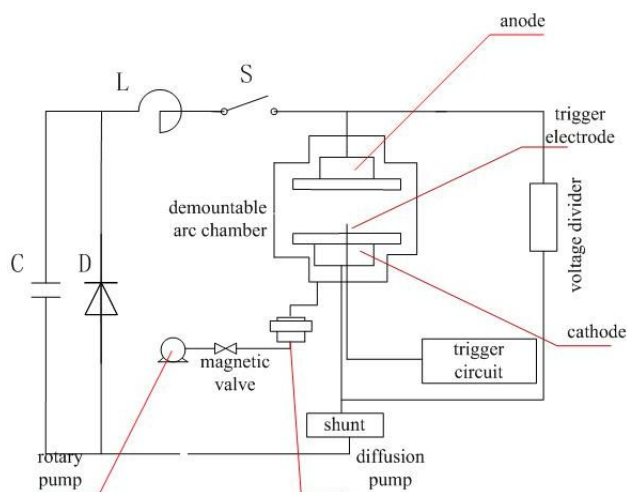 anode
L
S
trigger
electrode
demountable
arc chamber
voltage divider
C
D
cathode
magnetic
valve
trigger
circuit
shunt
rotary
pump
diffusion
pump